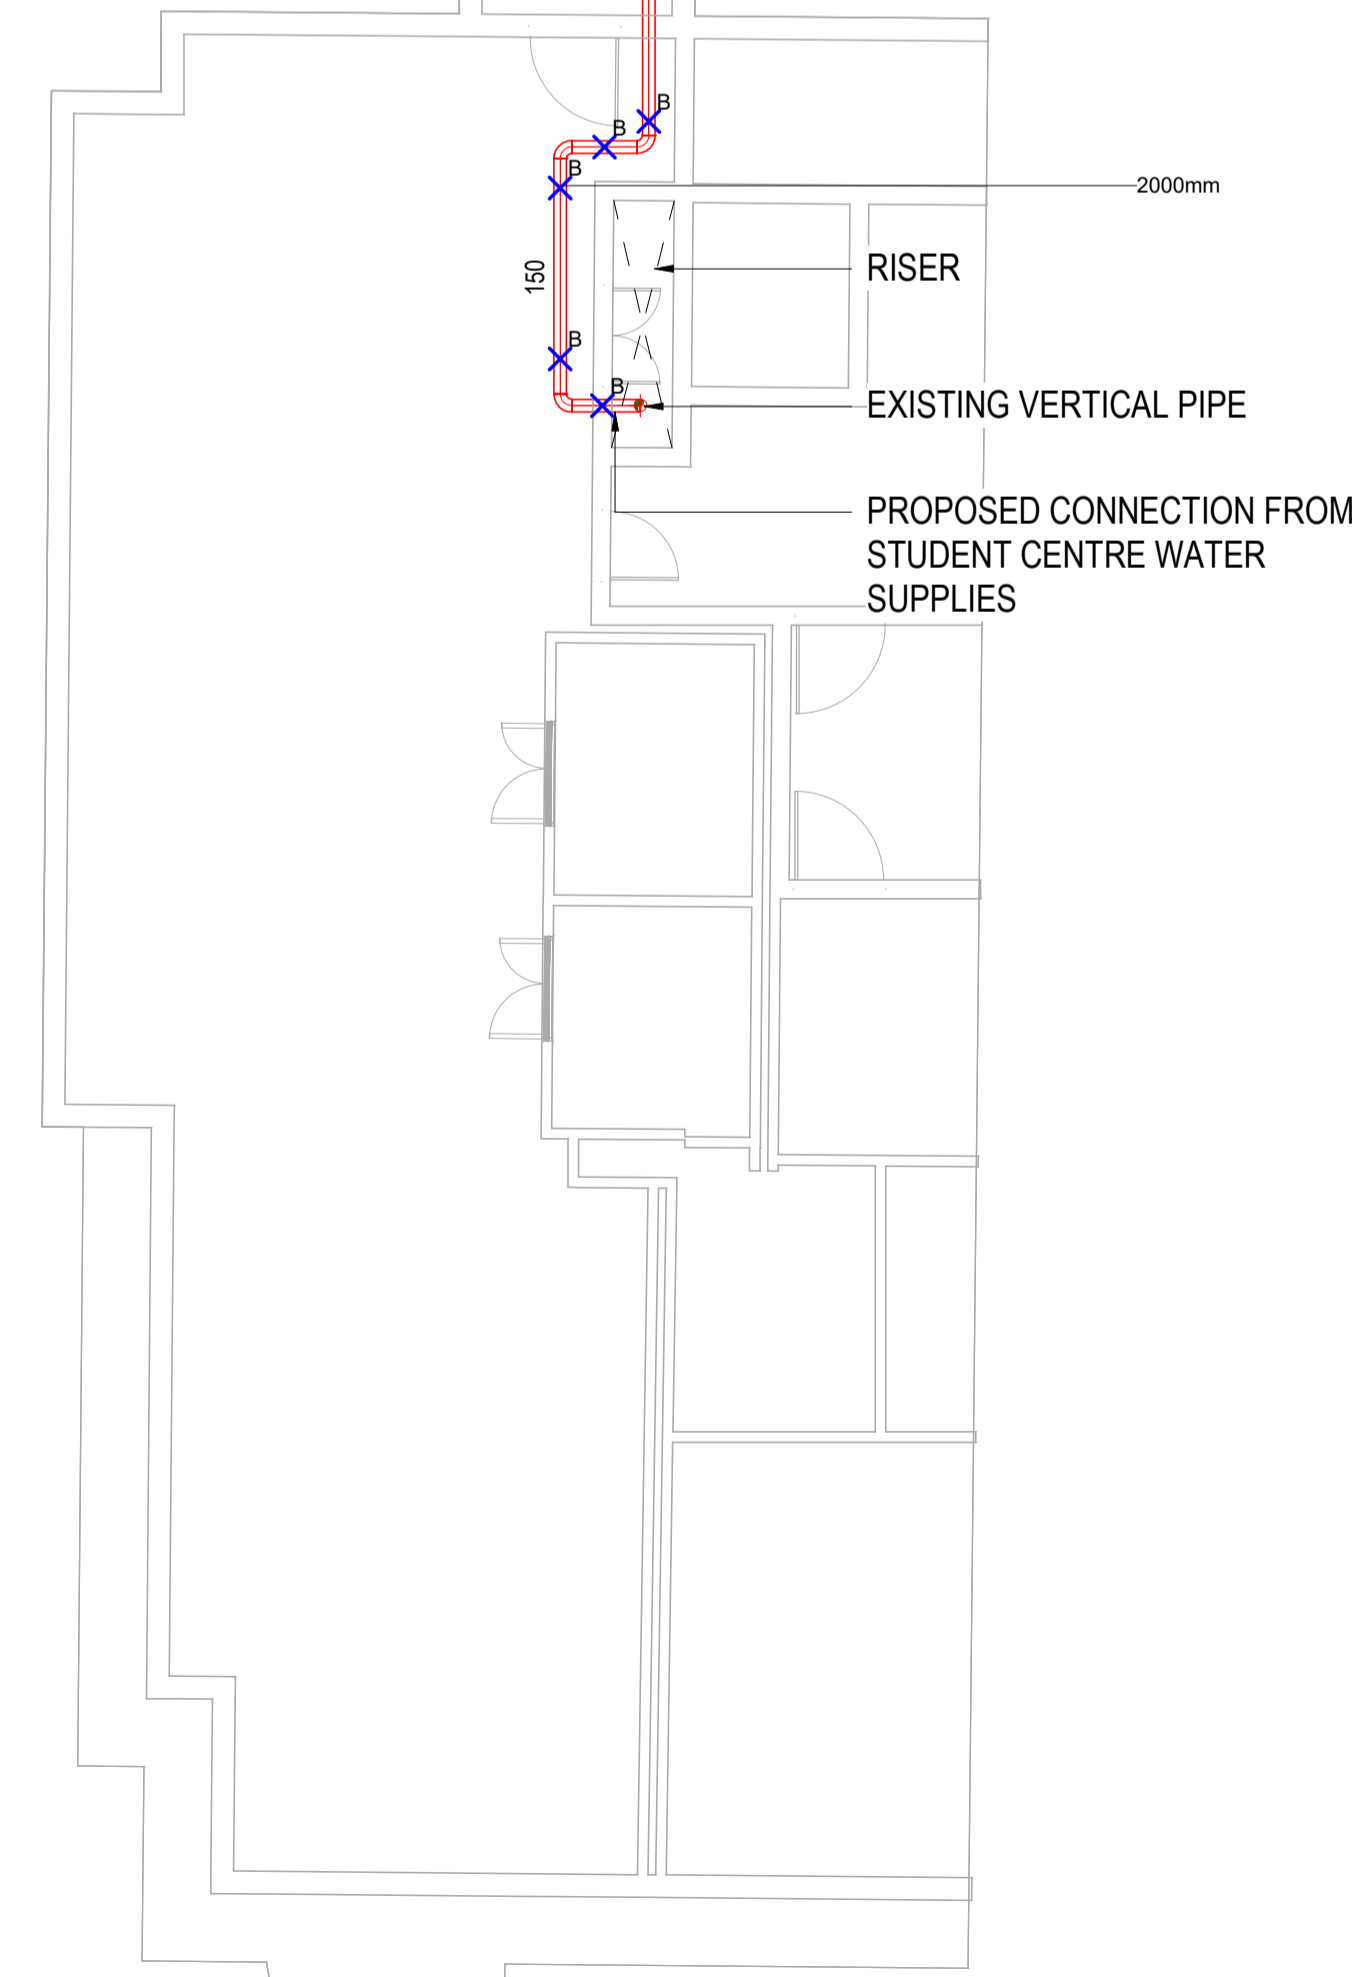 B
B
B
2000mm
150
RISER
B
B
EXISTING VERTICAL PIPE
PROPOSED CONNECTION FROM
STUDENT CENTRE WATER
SUPPLIES